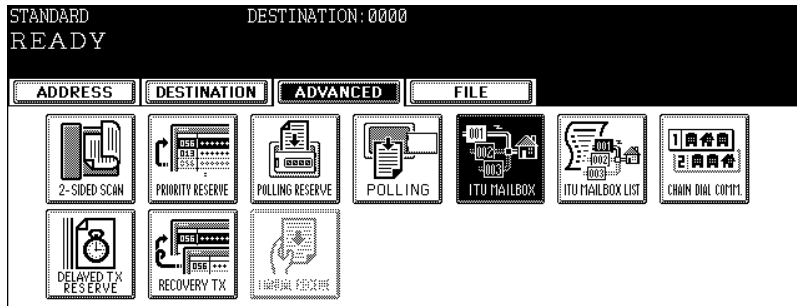 STANDARD DESTINATION:0000
READY
ADDRESS DESTINATION ADVANCED FILE
2-SIDED SCAN PRIORITY RESERVE POLLING RESERVE POLLING ITU MAILBOX ITU MAILBOX LIST CHAIN DIAL COMM.
DELAYED TX RESERVE RECOVERY TX